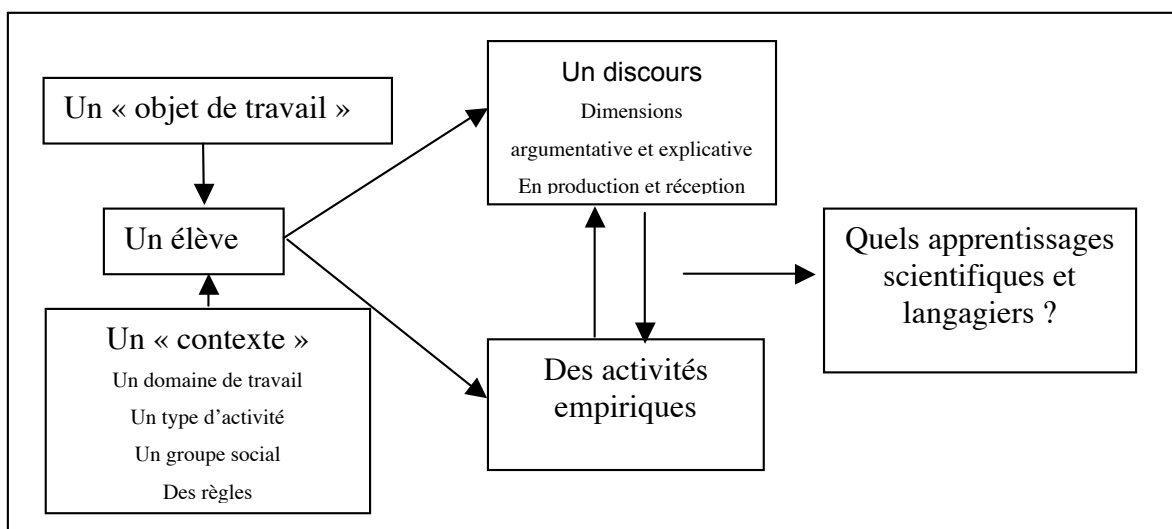 Un « objet de travail »
Un élève
Un « contexte »
Un domaine de travail
Un type d’activité
Un groupe social
Des règles
Un discours
Dimensions
argumentative et explicative
En production et réception
Des activités
empiriques
Quels apprentissages
scientifiques et
langagiers ?